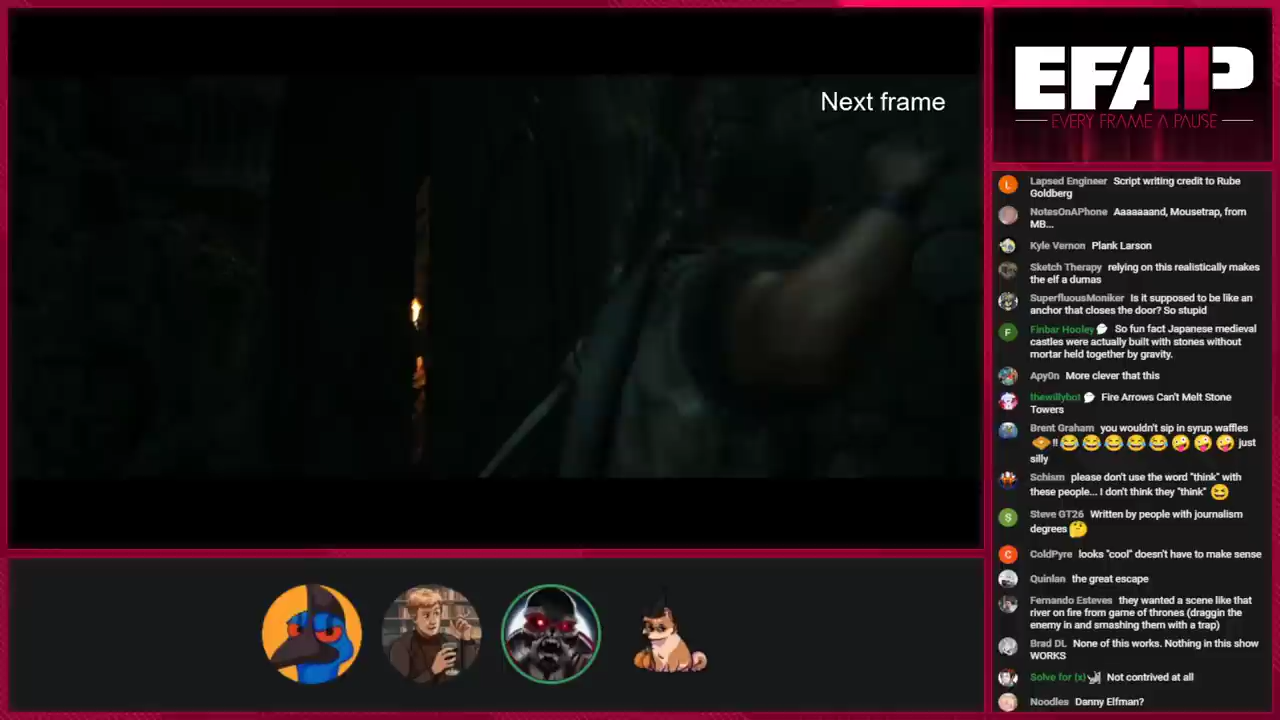 Next frame
EFAP
EVERY FRAME A PAUSE
Lapsed Engineer Script writing credit to Rube
Goldberg
NotesOnAPhone Aaaaaaand, Mousetrap, from
MB...
Kyle Vernon Plank Larson
Sketch Therapy relying on this realistically makes
the elf a dumas
SuperfluousMoniker Is it supposed to be like an
anchor that closes the door? So stupid
F
Finbar Hooley So fun fact Japanese medieval
castles were actually built with stones without
mortar held together by gravity.
Apy0n More clever that this
thewillybot Fire Arrows Can't Melt Stone
Towers
Brent Graham you wouldn't sip in syrup waffles
🧇‼😂😂😂😂😂🤪🤪🤪 just
silly
Schism please don't use the word "think" with
these people... I don't think they "think" 😆
S
Steve GT26 Written by people with journalism
degrees🤔
C
ColdPyre looks "cool" doesn't have to make sense
Quinlan the great escape
Fernando Esteves they wanted a scene like that
river on fire from game of thrones (draggin the
enemy in and smashing them with a trap)
Brad DL None of this works. Nothing in this show
WORKS
Solve for (x) Not contrived at all
Noodles Danny Elfman?